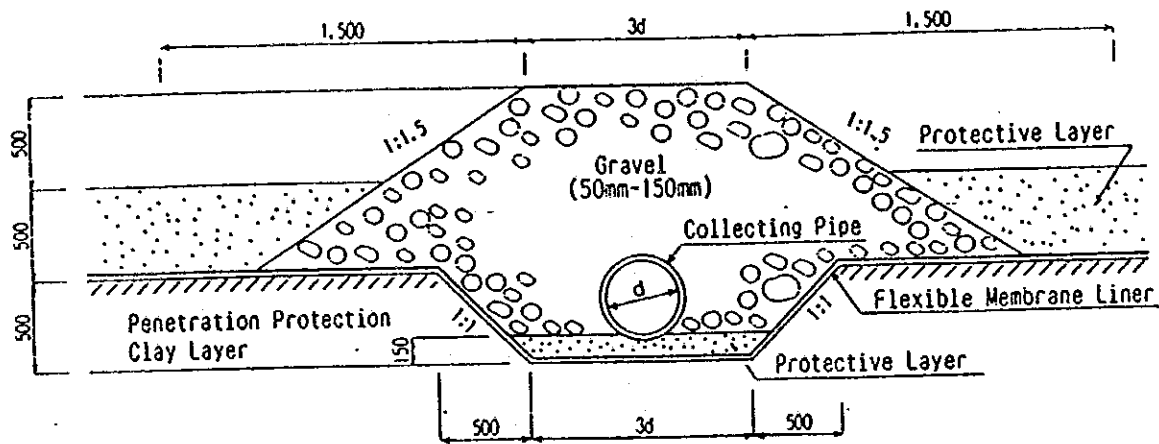 1,500
3d
1,500
500
500
500
1:1.5
1:1.5
Protective Layer
Gravel
(50mm-150mm)
Collecting Pipe
d
Flexible Membrane Liner
1:1
1:1
Penetration Protection
Clay Layer
150
Protective Layer
500
3d
500